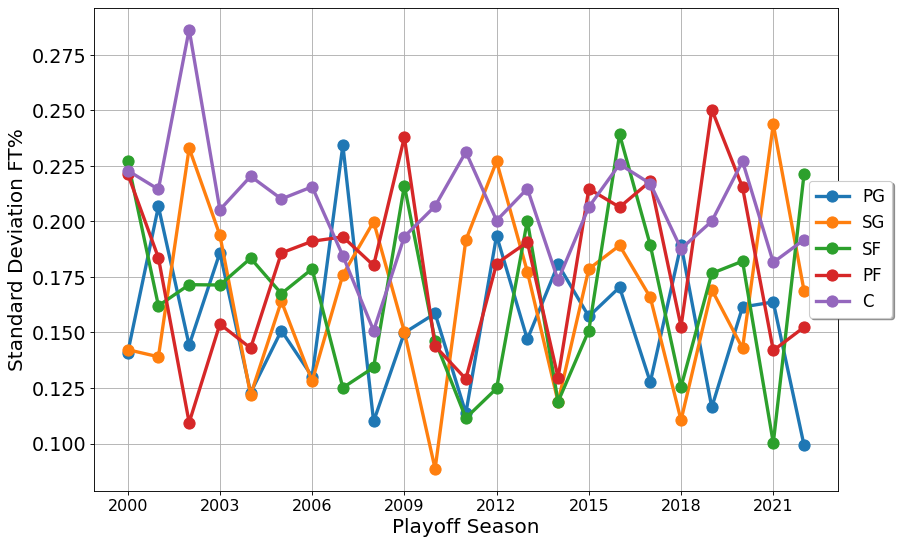 Standard Deviation FT%
0.275
0.250
0.225
0.200
0.175
0.150
0.125
0.100
2000 2003 2006 2009 2012 2015 2018 2021
Playoff Season
PG
SG
SF
PF
C